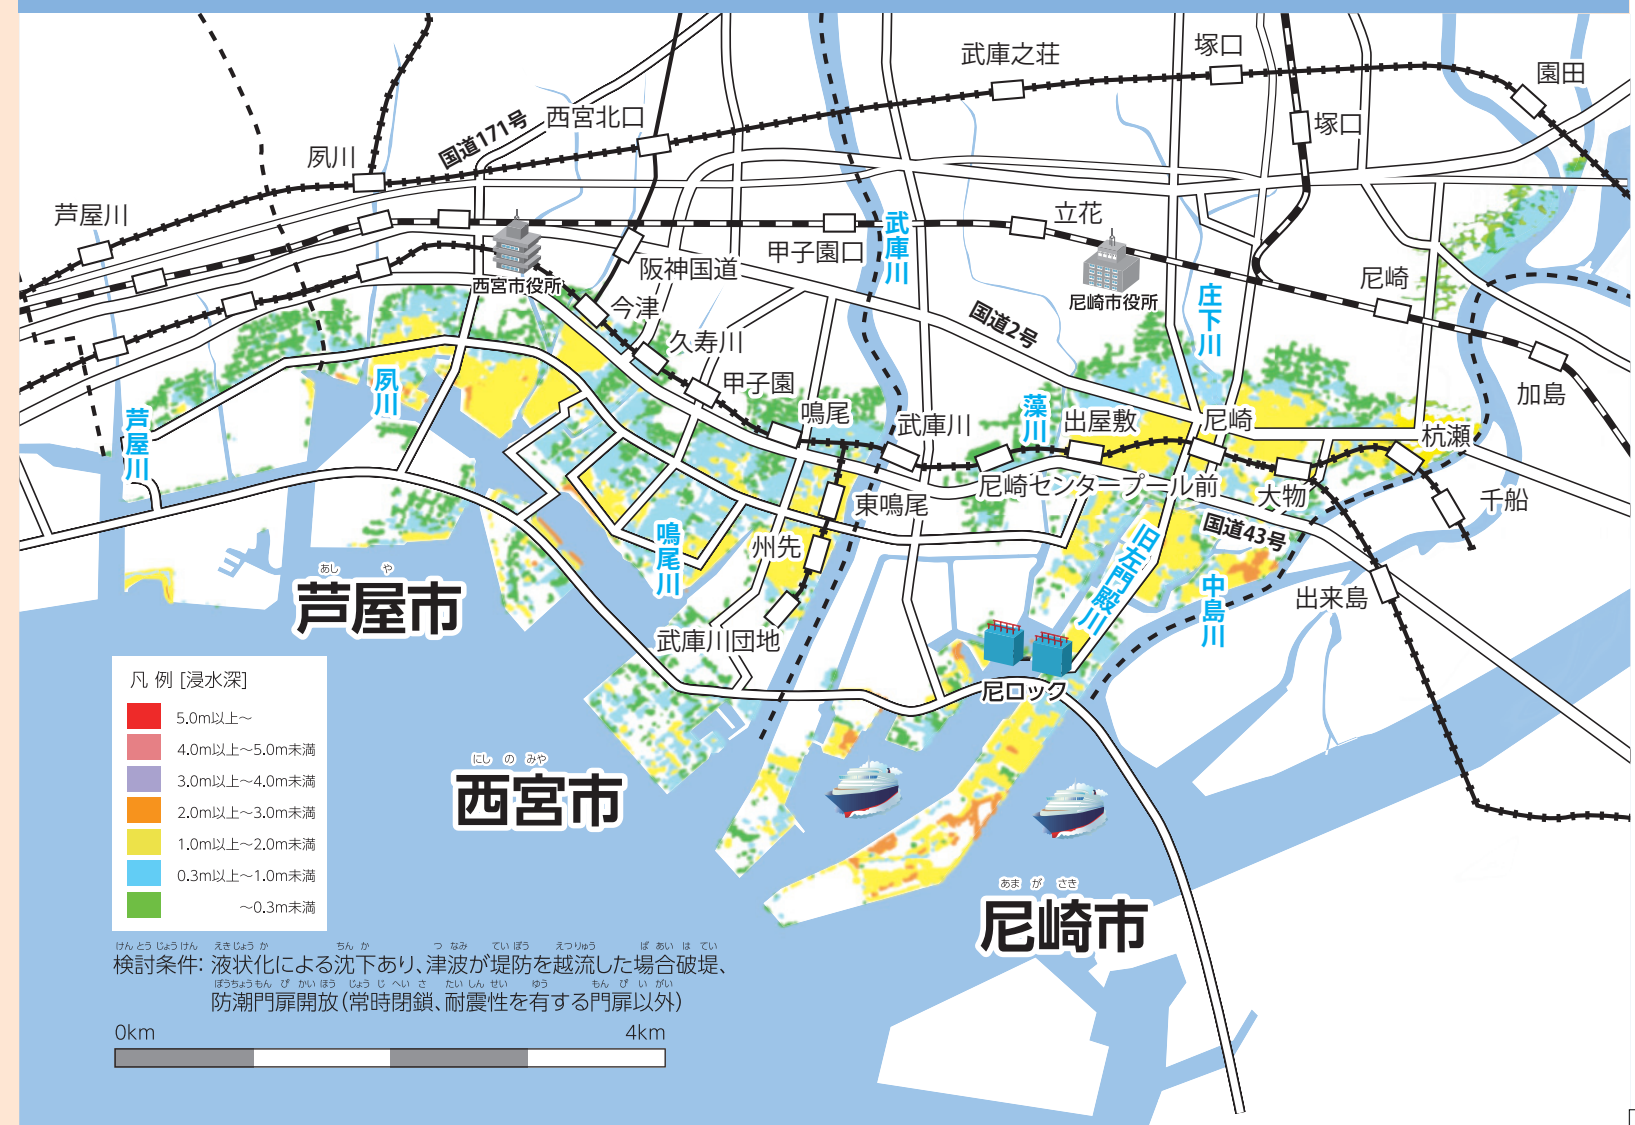 武庫之荘
塚口
園田
西宮北口
国道171号
塚口
夙川
芦屋川
武庫川
立花
甲子園口
阪神国道
西宮市役所
尼崎市役所
庄下川
尼崎
今津
国道2号
久寿川
甲子園
加島
夙川
芦屋川
鳴尾
武庫川
藻川
出屋敷
尼崎
杭瀬
尼崎センタープール前
大物
千船
東鳴尾
国道43号
鳴尾川
州先
旧左門殿川
中島川
出来島
あし や
芦屋市
武庫川団地
尼ロック
凡 例 [浸水深]
5.0m以上～
4.0m以上～5.0m未満
3.0m以上～4.0m未満
2.0m以上～3.0m未満
1.0m以上～2.0m未満
0.3m以上～1.0m未満
～0.3m未満
にし の みや
西宮市
あま が さき
尼崎市
けんとうじょうけん えきじょうか ちんか つなみ ていぼう えつりゅう ばあい はてい
検討条件：液状化による沈下あり、津波が堤防を越流した場合破堤、
ぼうちょうもんぴ かいほう じょうじ へいさ たいしんせい ゆう もんぴ いがい
防潮門扉開放（常時閉鎖、耐震性を有する門扉以外）
0km 4km